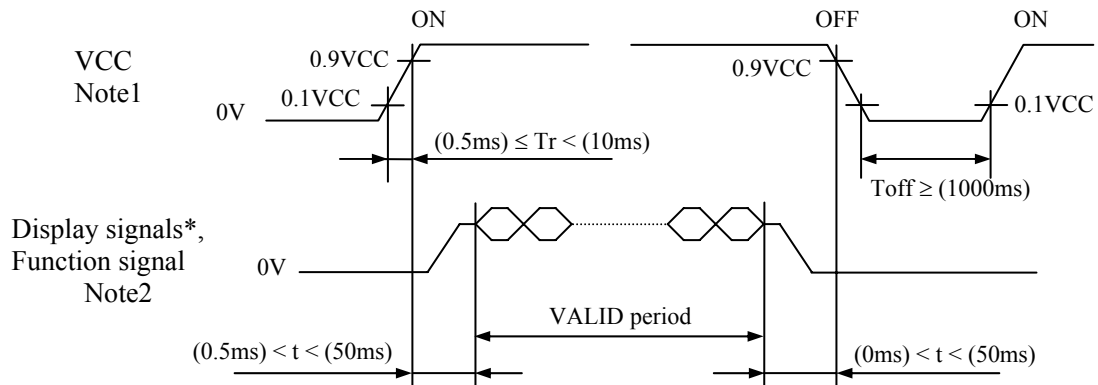 ON OFF ON
VCC
Note1
0.9VCC 0.9VCC
0.1VCC 0.1VCC
0V
(0.5ms) ≤ Tr < (10ms)
Toff ≥ (1000ms)
Display signals*,
Function signal
Note2
0V
VALID period
(0.5ms) < t < (50ms) (0ms) < t < (50ms)